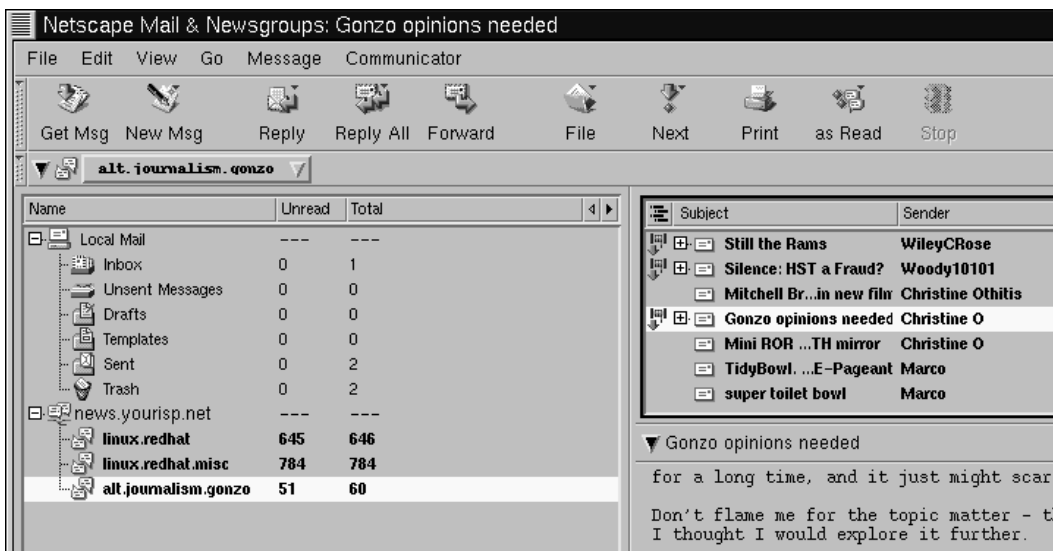 Netscape Mail & Newsgroups: Gonzo opinions needed
File Edit View Go Message Communicator
Get Msg New Msg Reply Reply All Forward File Next Print as Read Stop
alt.journalism.gonzo
Name Unread Total
Local Mail --- ---
Inbox 0 1
Unsent Messages 0 0
Drafts 0 0
Templates 0 0
Sent 0 2
Trash 0 2
news.yourisp.net --- ---
linux.redhat 645 646
linux.redhat.misc 784 784
alt.journalism.gonzo 51 60
Subject Sender
Still the Rams WileyCRose
Silence: HST a Fraud? Woody10101
Mitchell Br...in new film Christine Othitis
Gonzo opinions needed Christine O
Mini ROR ...TH mirror Christine O
TidyBowl. ...E-Pageant Marco
super toilet bowl Marco
Gonzo opinions needed
for a long time, and it just might scar
Don't flame me for the topic matter - t
I thought I would explore it further.